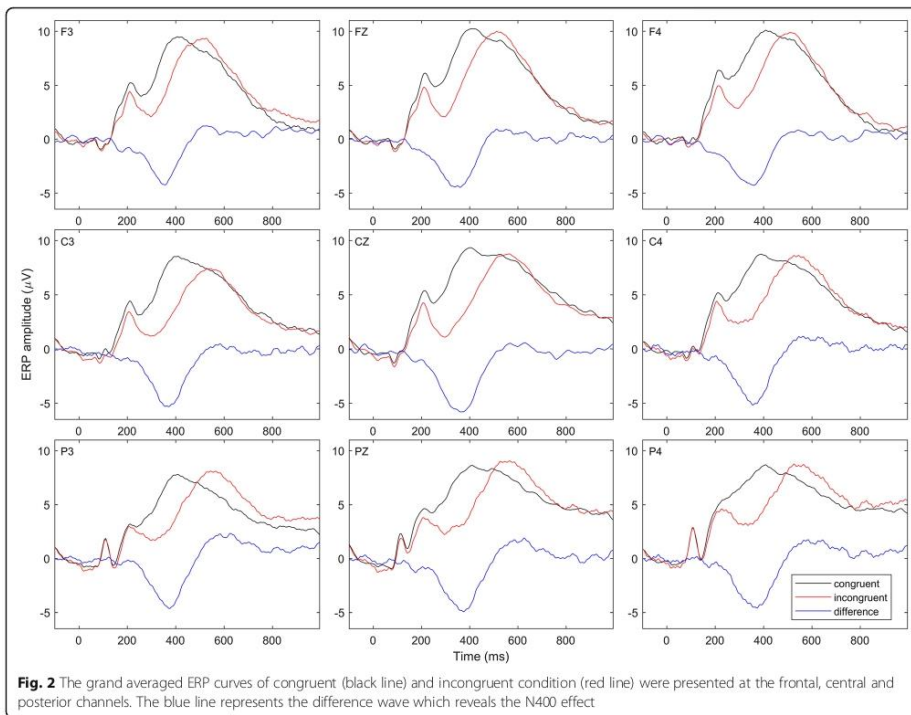 10
5
0
-5
F3
0 200 400 600 800
10
5
0
-5
FZ
0 200 400 600 800
10
5
0
-5
F4
0 200 400 600 800
ERP amplitude (μV)
10
5
0
-5
C3
0 200 400 600 800
10
5
0
-5
CZ
0 200 400 600 800
10
5
0
-5
C4
0 200 400 600 800
10
5
0
-5
P3
0 200 400 600 800
10
5
0
-5
PZ
0 200 400 600 800
10
5
0
-5
P4
0 200 400 600 800
congruent
incongruent
difference
Time (ms)
Fig. 2 The grand averaged ERP curves of congruent (black line) and incongruent condition (red line) were presented at the frontal, central and
posterior channels. The blue line represents the difference wave which reveals the N400 effect